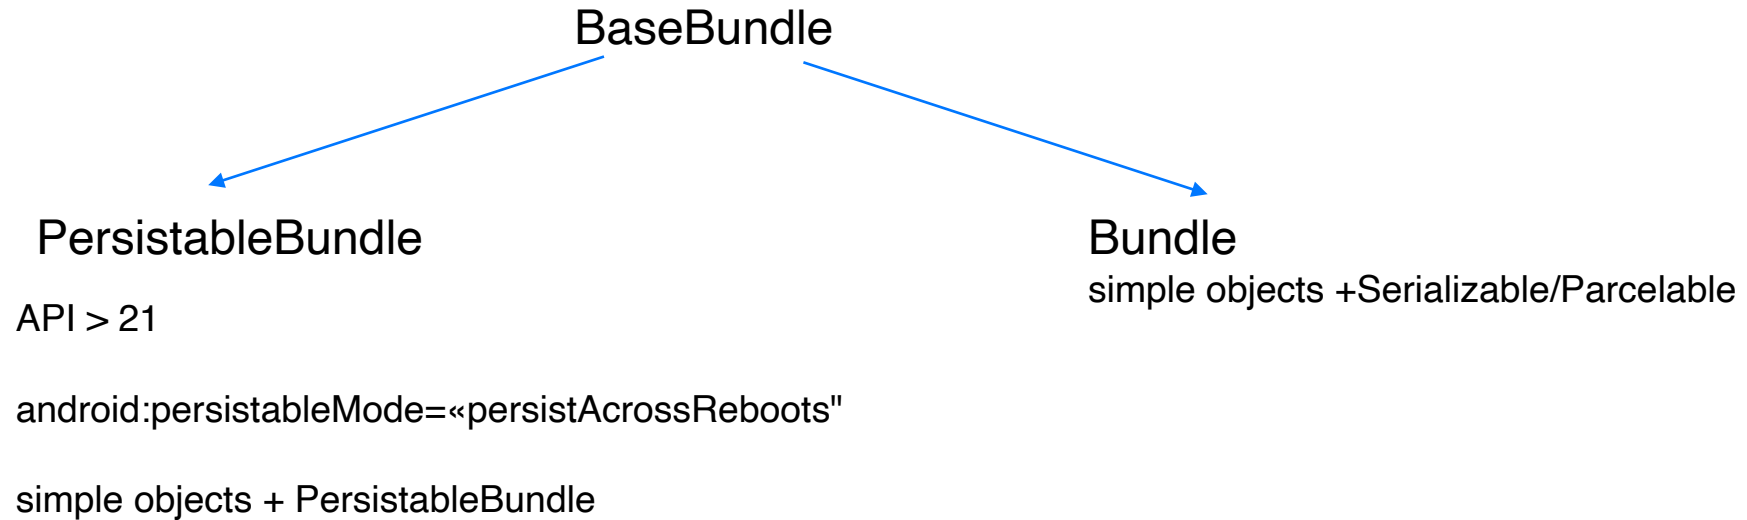 BaseBundle
PersistableBundle
Bundle
simple objects +Serializable/Parcelable
API > 21
android:persistableMode=«persistAcrossReboots"
simple objects + PersistableBundle